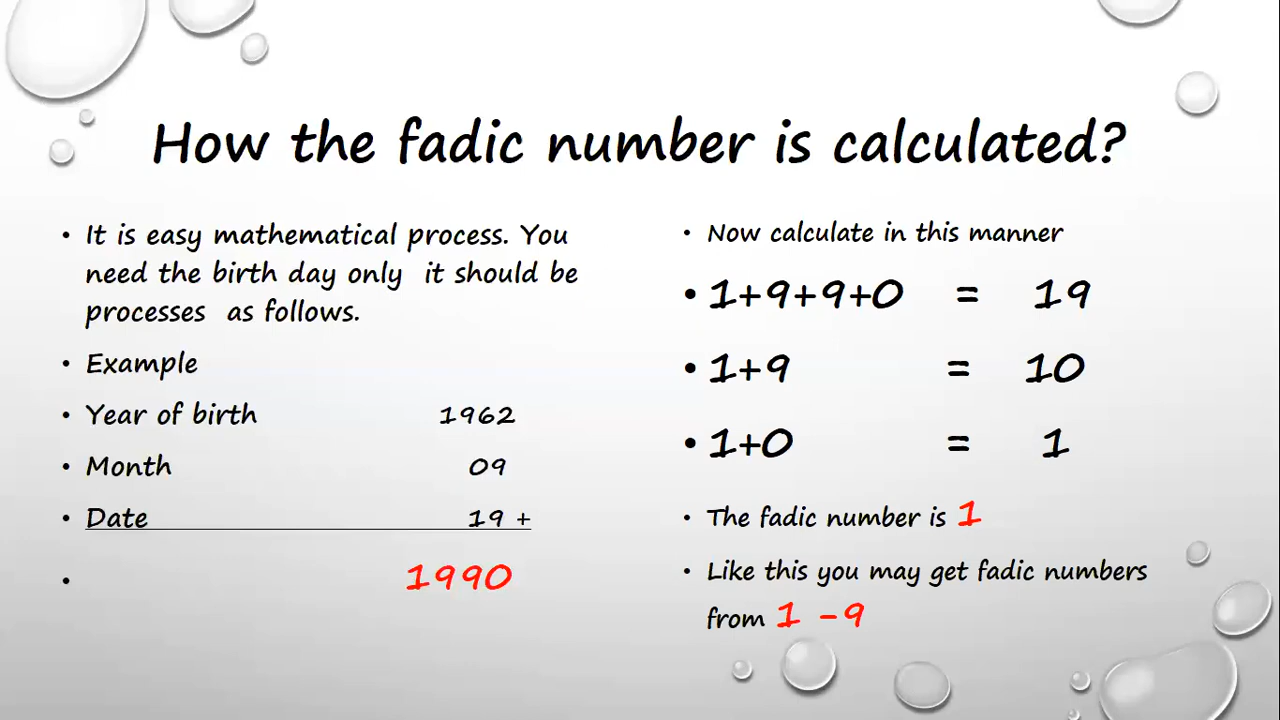 How the fadic number is calculated?
• It is easy mathematical process. You
need the birth day only it should be
processes as follows.
• Example
• Year of birth 1962
• Month 09
• Date 19 +
• 1990
• Now calculate in this manner
• 1+9+9+0 = 19
• 1+9 = 10
• 1+0 = 1
• The fadic number is 1
• Like this you may get fadic numbers
from 1 -9